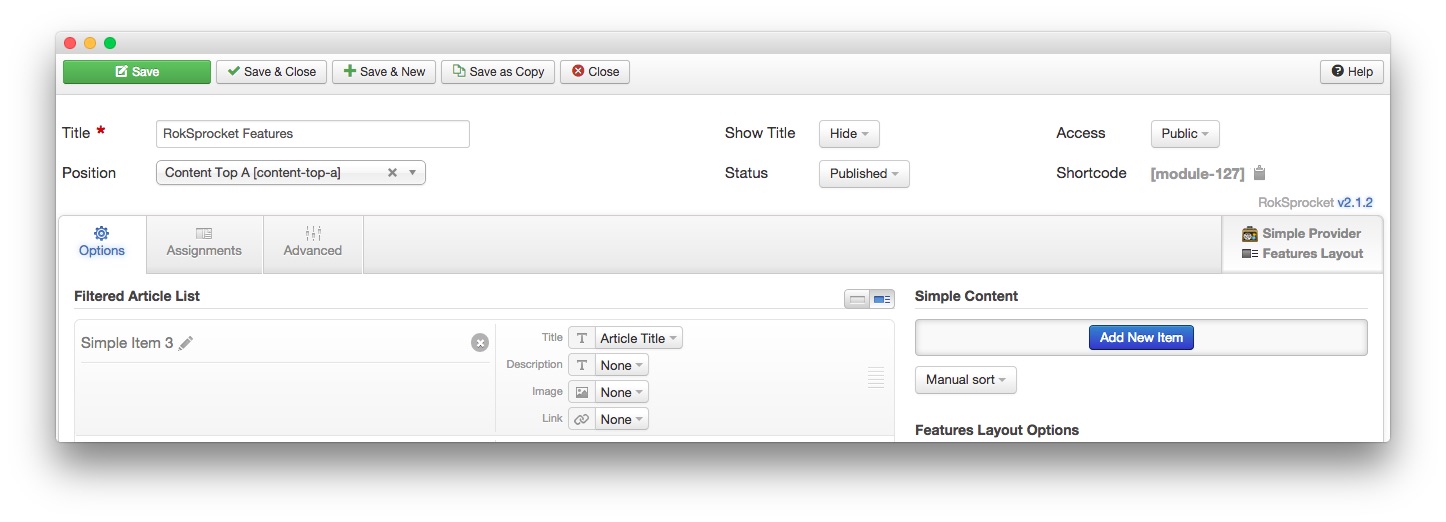 Save Save & Close Save & New Save as Copy Close Help
Title * RokSprocket Features Show Title Hide Access Public
Position Content Top A [content-top-a] Status Published Shortcode [module-127]
RokSprocket v2.1.2
Options Assignments Advanced
Simple Provider
Features Layout
Filtered Article List Simple Content
Simple Item 3
Title T Article Title
Description T None
Image None
Link None
Add New Item
Manual sort
Features Layout Options